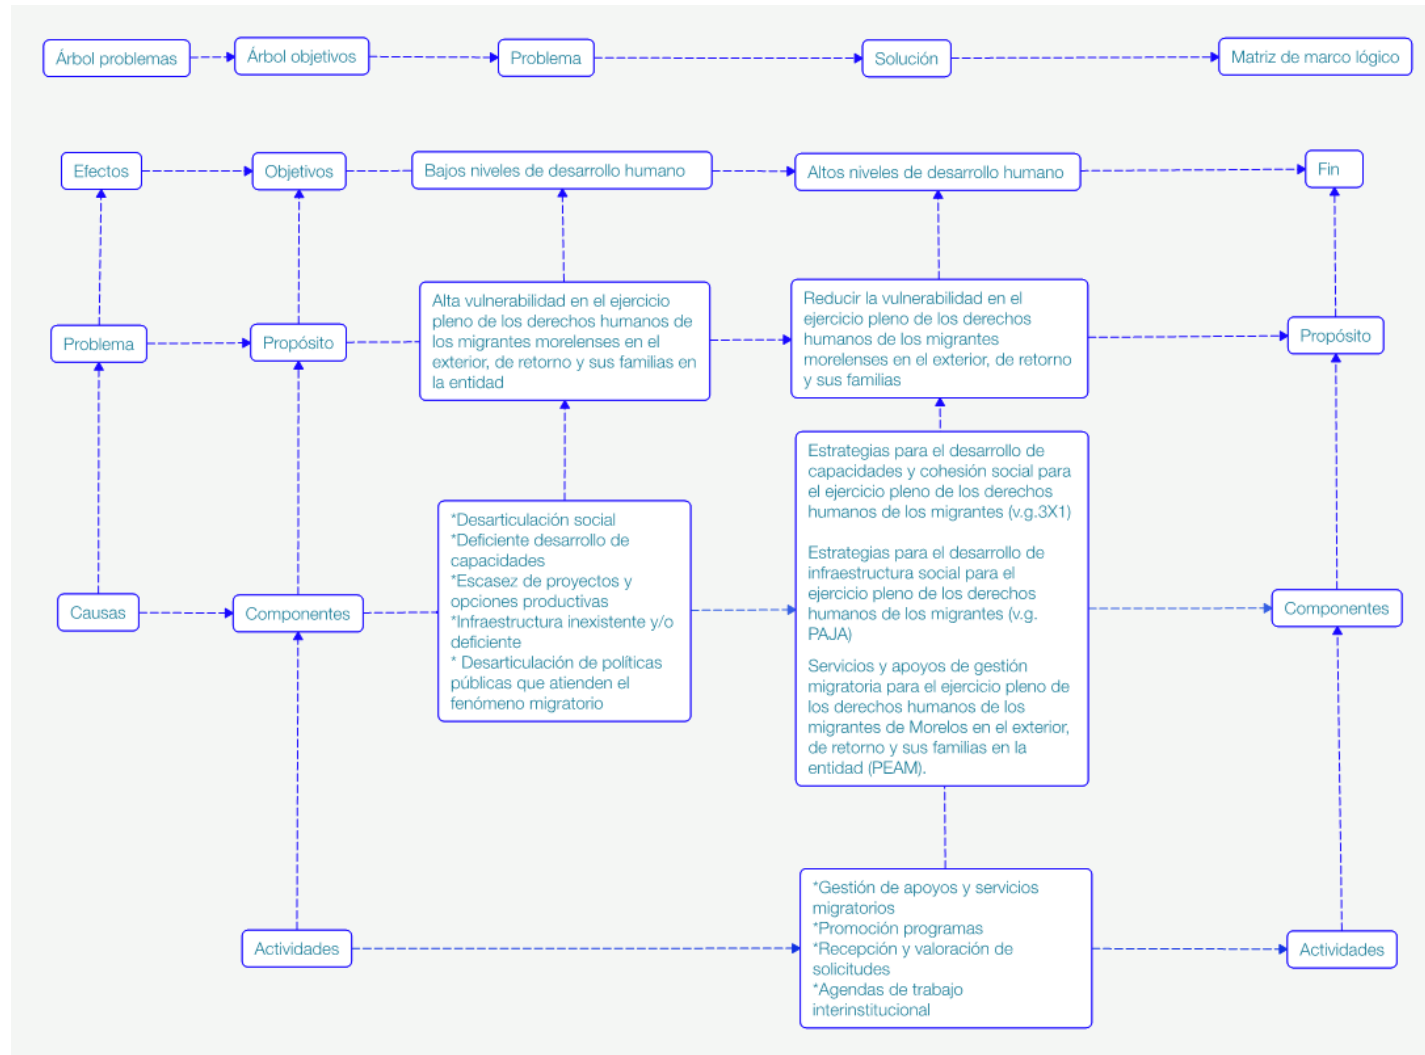 Árbol problemas
Árbol objetivos
Problema
Solución
Matriz de marco lógico
Efectos
Objetivos
Bajos niveles de desarrollo humano
Altos niveles de desarrollo humano
Fin
Problema
Propósito
Alta vulnerabilidad en el ejercicio
pleno de los derechos humanos de
los migrantes morelenses en el
exterior, de retorno y sus familias en
la entidad
Reducir la vulnerabilidad en el
ejercicio pleno de los derechos
humanos de los migrantes
morelenses en el exterior, de retorno
y sus familias
Propósito
Causas
Componentes
*Desarticulación social
*Deficiente desarrollo de
capacidades
*Escasez de proyectos y
opciones productivas
*Infraestructura inexistente y/o
deficiente
* Desarticulación de políticas
públicas que atienden el
fenómeno migratorio
Estrategias para el desarrollo de
capacidades y cohesión social para
el ejercicio pleno de los derechos
humanos de los migrantes (v.g.3X1)
Estrategias para el desarrollo de
infraestructura social para el
ejercicio pleno de los derechos
humanos de los migrantes (v.g.
PAJA)
Servicios y apoyos de gestión
migratoria para el ejercicio pleno de
los derechos humanos de los
migrantes de Morelos en el exterior,
de retorno y sus familias en la
entidad (PEAM).
Componentes
Actividades
*Gestión de apoyos y servicios
migratorios
*Promoción programas
*Recepción y valoración de
solicitudes
*Agendas de trabajo
interinstitucional
Actividades